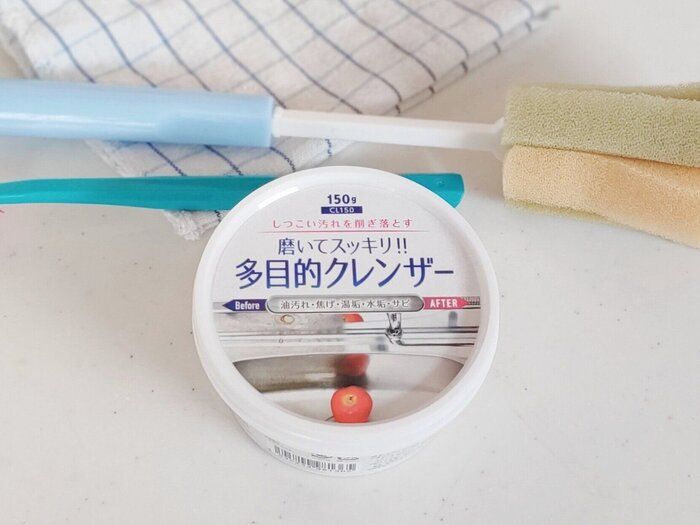 150g
CL150
しつこい汚れを削ぎ落とす
磨いてスッキリ!!
多目的クレンザー
Before 油汚れ・焦げ・湯垢・水垢・サビ AFTER